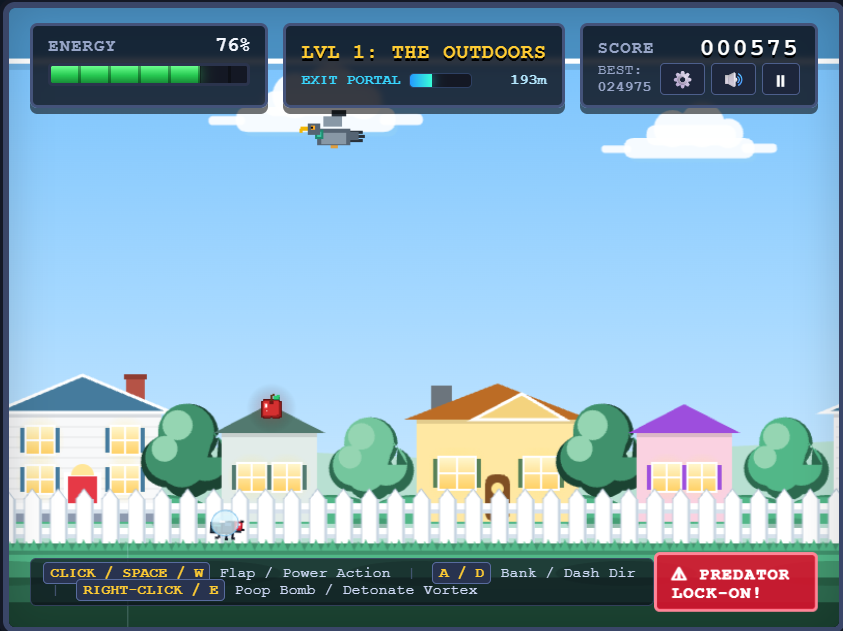 ENERGY 76%
LVL 1: THE OUTDOORS
EXIT PORTAL 193m
SCORE 000575
BEST:
024975
CLICK / SPACE / W Flap / Power Action | A / D Bank / Dash Dir
| RIGHT-CLICK / E Poop Bomb / Detonate Vortex
⚠ PREDATOR
LOCK-ON!